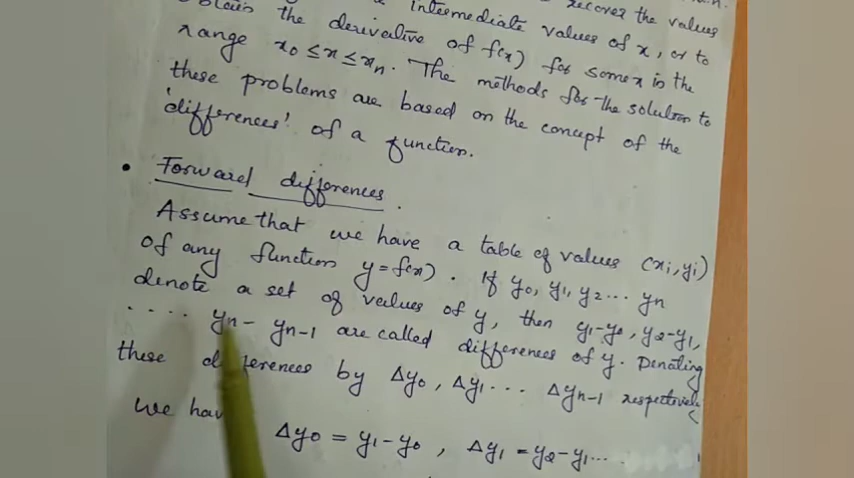 recover the values
intermediate values of x, or to
the derivative of f(x) for some x in the
range x0 ≤ x ≤ xn. The methods for the solution to
these problems are based on the concept of the
'differences' of a function.
• Forward differences.
Assume that we have a table of values (xi, yi)
of any function y = f(x). If y0, y1, y2 ... yn
denote a set of values of y, then y1-y0, y2-y1,
.... yn - yn-1 are called differences of y. Denoting
these differences by Δy0, Δy1 ... Δyn-1 respectively
We have
Δy0 = y1 - y0, Δy1 = y2 - y1 ...